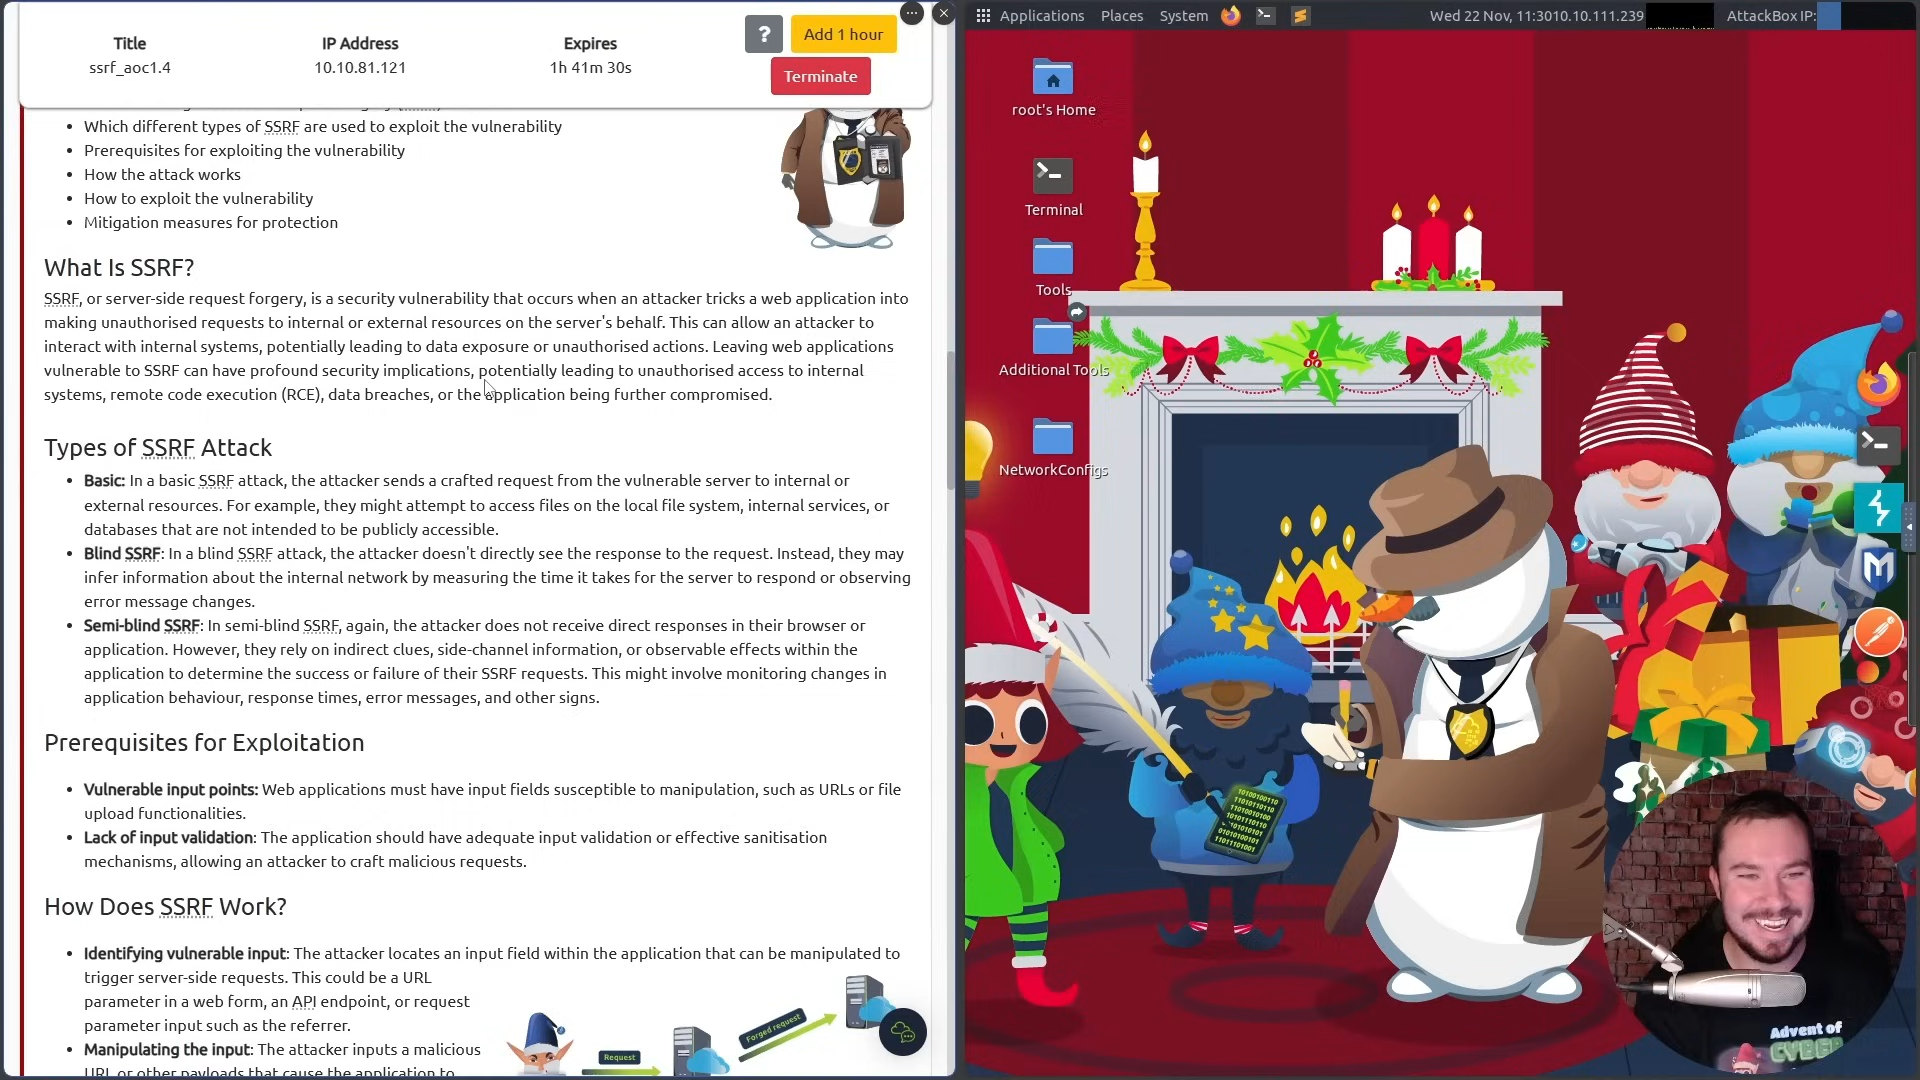 Title
IP Address
Expires
ssrf_aoc1.4
10.10.81.121
1h 41m 30s
?
Add 1 hour
Terminate
Which different types of SSRF are used to exploit the vulnerability
Prerequisites for exploiting the vulnerability
How the attack works
How to exploit the vulnerability
Mitigation measures for protection
What Is SSRF?
SSRF, or server-side request forgery, is a security vulnerability that occurs when an attacker tricks a web application into
making unauthorised requests to internal or external resources on the server's behalf. This can allow an attacker to
interact with internal systems, potentially leading to data exposure or unauthorised actions. Leaving web applications
vulnerable to SSRF can have profound security implications, potentially leading to unauthorised access to internal
systems, remote code execution (RCE), data breaches, or the application being further compromised.
Types of SSRF Attack
Basic: In a basic SSRF attack, the attacker sends a crafted request from the vulnerable server to internal or
external resources. For example, they might attempt to access files on the local file system, internal services, or
databases that are not intended to be publicly accessible.
Blind SSRF: In a blind SSRF attack, the attacker doesn't directly see the response to the request. Instead, they may
infer information about the internal network by measuring the time it takes for the server to respond or observing
error message changes.
Semi-blind SSRF: In semi-blind SSRF, again, the attacker does not receive direct responses in their browser or
application. However, they rely on indirect clues, side-channel information, or observable effects within the
application to determine the success or failure of their SSRF requests. This might involve monitoring changes in
application behaviour, response times, error messages, and other signs.
Prerequisites for Exploitation
Vulnerable input points: Web applications must have input fields susceptible to manipulation, such as URLs or file
upload functionalities.
Lack of input validation: The application should have adequate input validation or effective sanitisation
mechanisms, allowing an attacker to craft malicious requests.
How Does SSRF Work?
Identifying vulnerable input: The attacker locates an input field within the application that can be manipulated to
trigger server-side requests. This could be a URL
parameter in a web form, an API endpoint, or request
parameter input such as the referrer.
Manipulating the input: The attacker inputs a malicious
URL or other payloads that cause the application to
Request
Forged request
Applications Places System
Wed 22 Nov, 11:30
10.10.111.239
AttackBox IP:
root's Home
Terminal
Tools
Additional Tools
NetworkConfigs
Advent of
CYBER